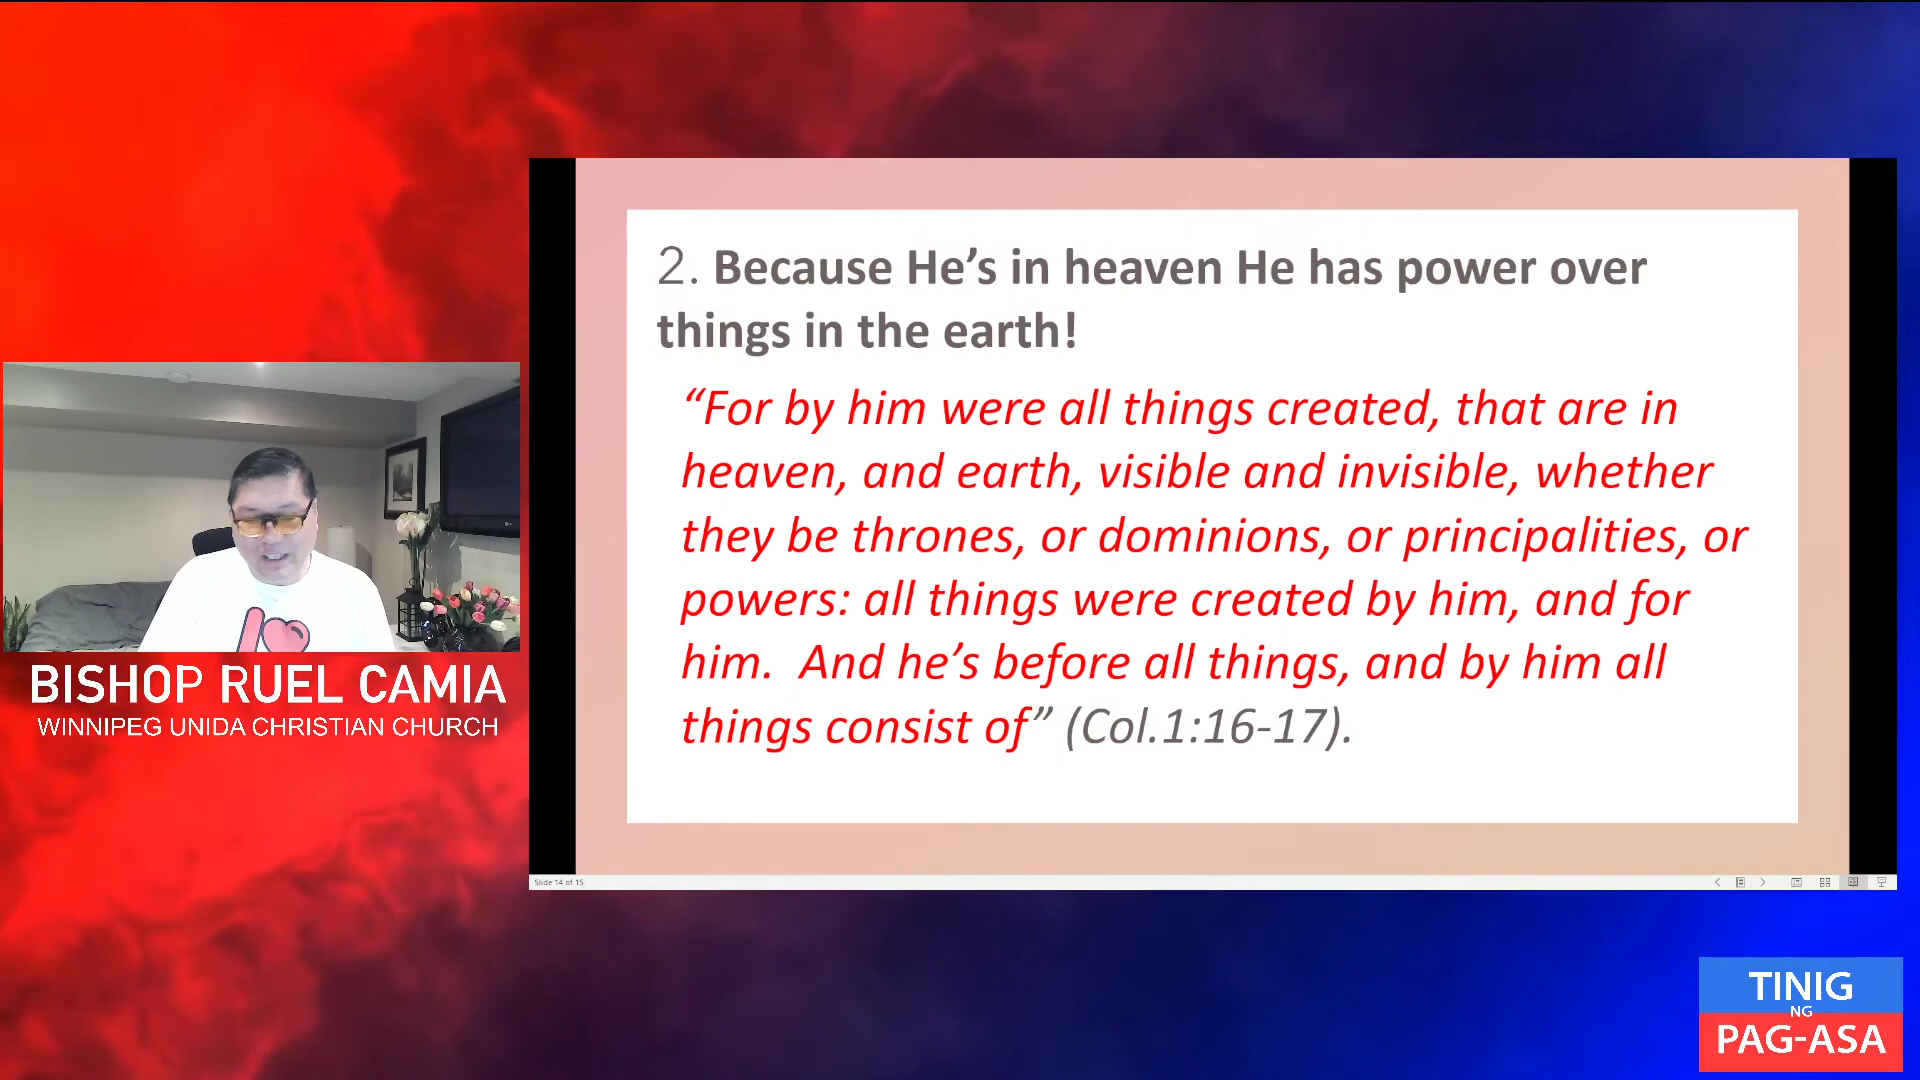 2. Because He’s in heaven He has power over
things in the earth!
“For by him were all things created, that are in
heaven, and earth, visible and invisible, whether
they be thrones, or dominions, or principalities, or
powers: all things were created by him, and for
him.  And he’s before all things, and by him all
things consist of” (Col.1:16-17).
BISHOP RUEL CAMIA
WINNIPEG UNIDA CHRISTIAN CHURCH
Slide 14 of 15
TINIG
NG
PAG-ASA